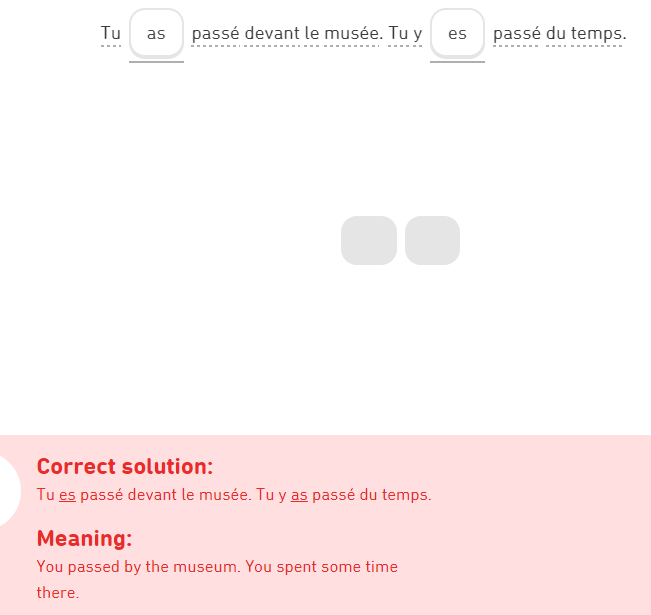 Tu as passé devant le musée. Tu y es passé du temps.
Correct solution:
Tu es passé devant le musée. Tu y as passé du temps.
Meaning:
You passed by the museum. You spent some time
there.